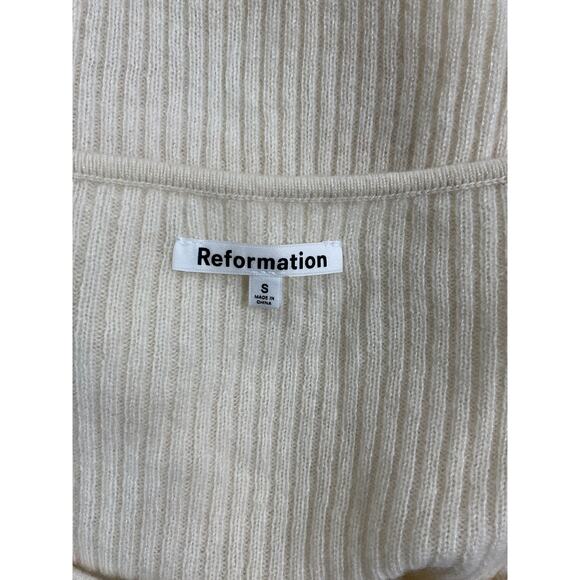 Reformation
S
MADE IN
CHINA